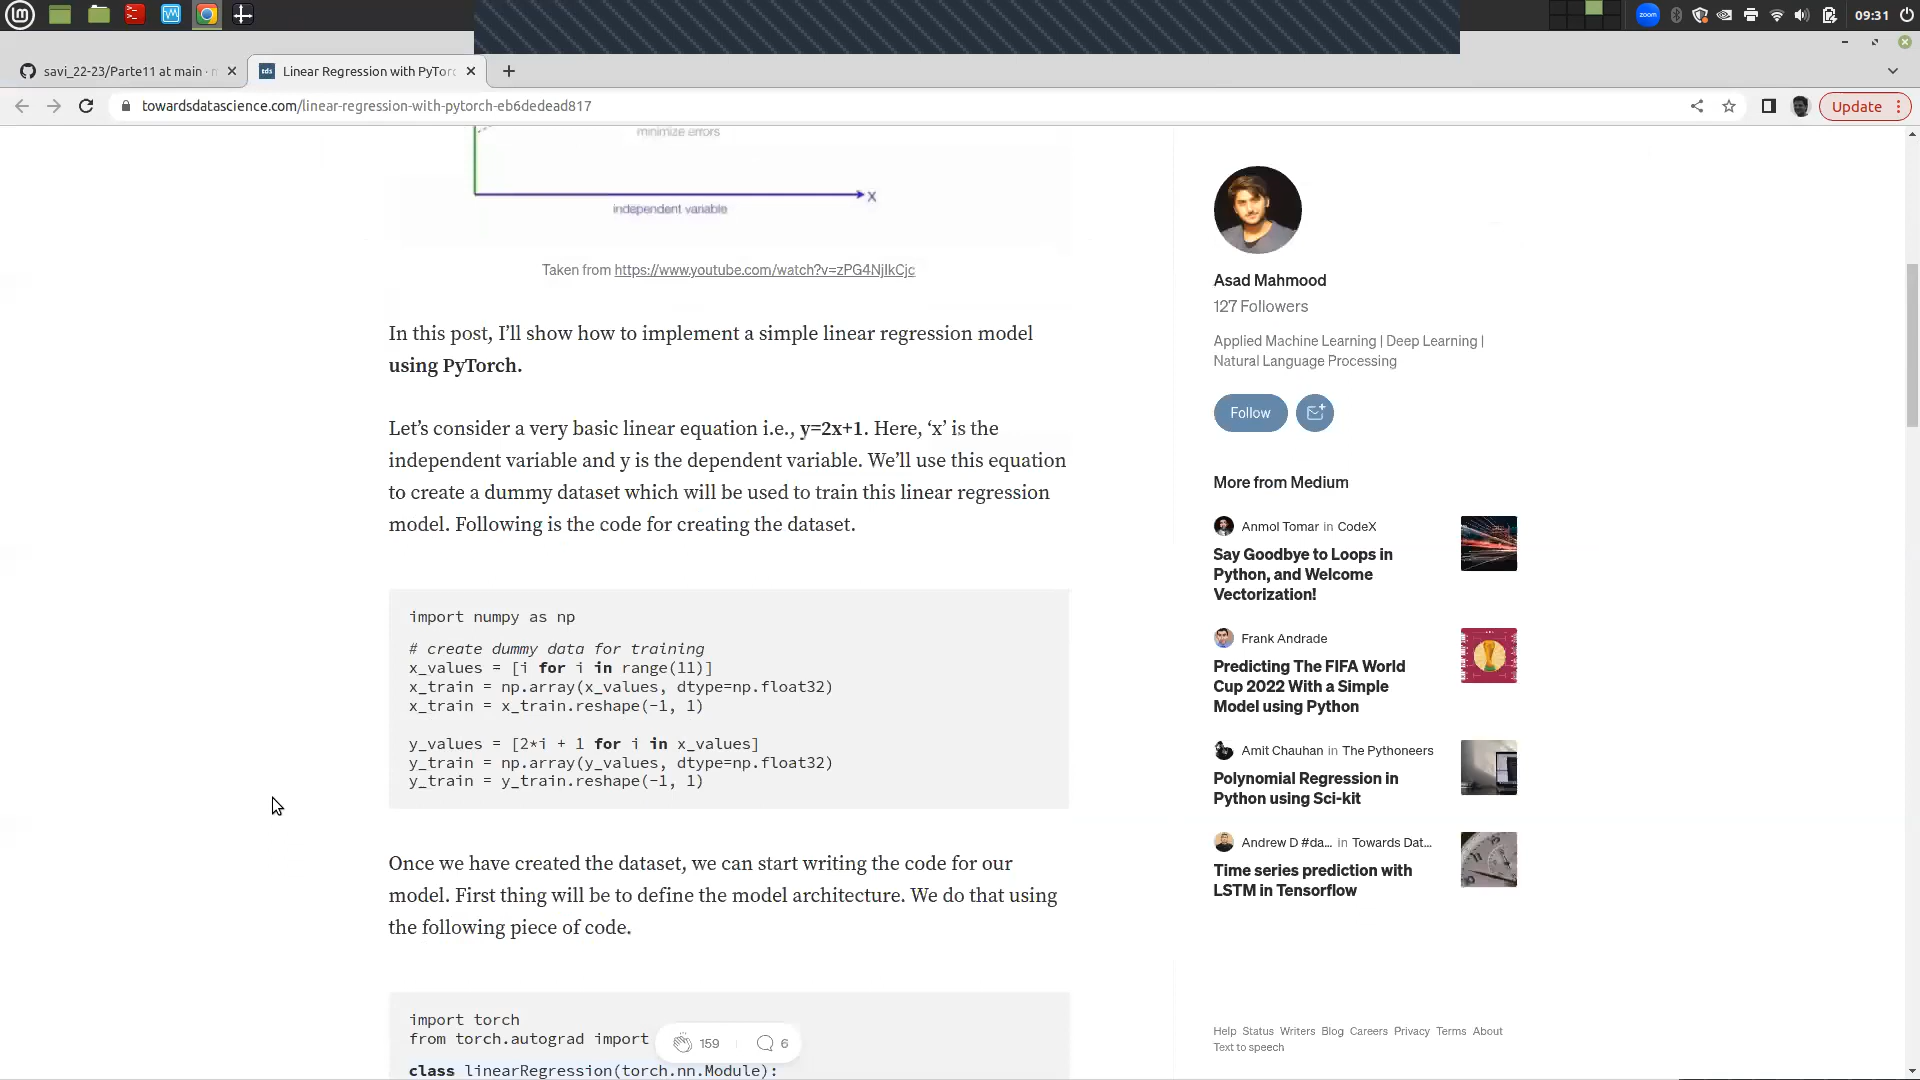 zoom
09:31
savi_22-23/Parte11 at main ·
Linear Regression with PyTorc
towardsdatascience.com/linear-regression-with-pytorch-eb6dedead817
Update
minimize errors
X
independent variable
Taken from https://www.youtube.com/watch?v=zPG4NjIkCjc
In this post, I’ll show how to implement a simple linear regression model
using PyTorch.
Let’s consider a very basic linear equation i.e., y=2x+1. Here, ‘x’ is the
independent variable and y is the dependent variable. We’ll use this equation
to create a dummy dataset which will be used to train this linear regression
model. Following is the code for creating the dataset.
import numpy as np
# create dummy data for training
x_values = [i for i in range(11)]
x_train = np.array(x_values, dtype=np.float32)
x_train = x_train.reshape(-1, 1)
y_values = [2*i + 1 for i in x_values]
y_train = np.array(y_values, dtype=np.float32)
y_train = y_train.reshape(-1, 1)
Once we have created the dataset, we can start writing the code for our
model. First thing will be to define the model architecture. We do that using
the following piece of code.
import torch
from torch.autograd import
class linearRegression(torch.nn.Module):
159
6
Asad Mahmood
127 Followers
Applied Machine Learning | Deep Learning |
Natural Language Processing
Follow
More from Medium
Anmol Tomar in CodeX
Say Goodbye to Loops in
Python, and Welcome
Vectorization!
Frank Andrade
Predicting The FIFA World
Cup 2022 With a Simple
Model using Python
Amit Chauhan in The Pythoneers
Polynomial Regression in
Python using Sci-kit
Andrew D #da... in Towards Dat...
Time series prediction with
LSTM in Tensorflow
Help Status Writers Blog Careers Privacy Terms About
Text to speech